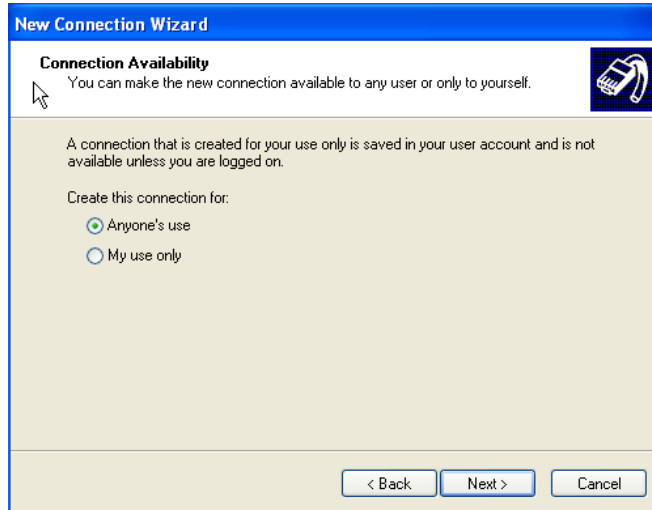 New Connection Wizard
Connection Availability
You can make the new connection available to any user or only to yourself.
A connection that is created for your use only is saved in your user account and is not
available unless you are logged on.
Create this connection for:
Anyone's use
My use only
< Back
Next >
Cancel